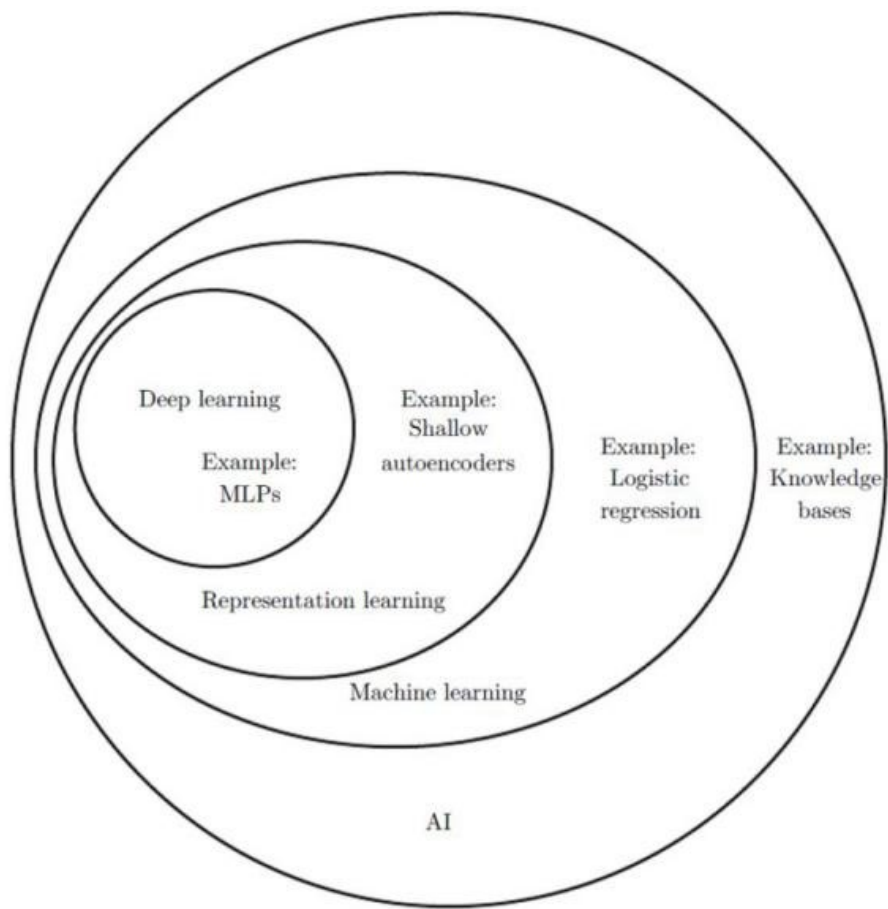 Deep learning
Example:
MLPs
Example:
Shallow
autoencoders
Example:
Logistic
regression
Example:
Knowledge
bases
Representation learning
Machine learning
AI